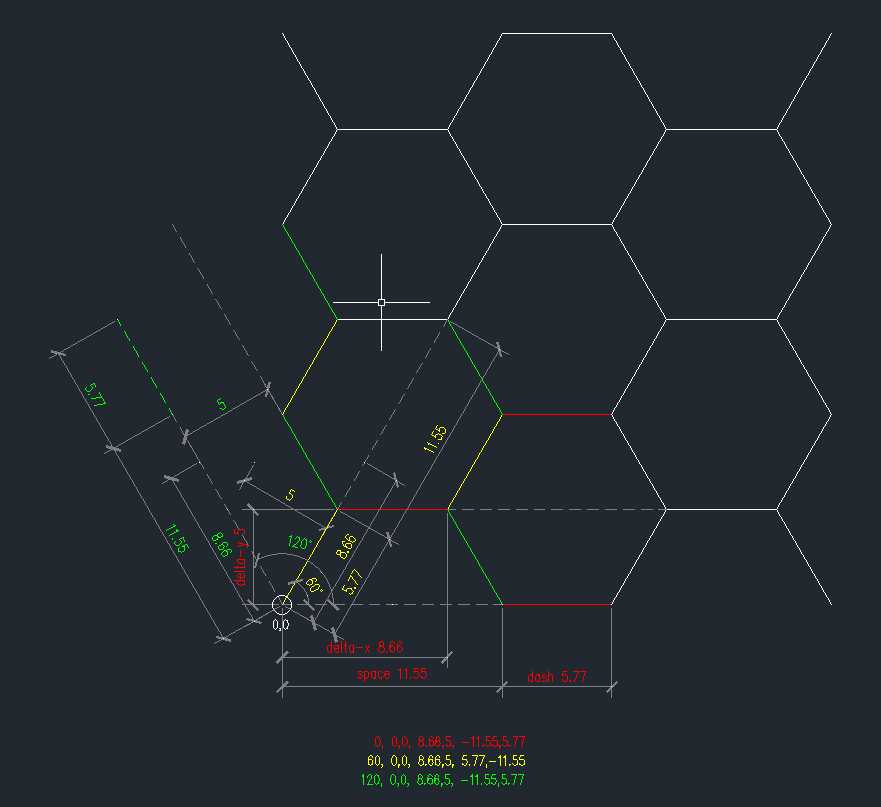 5.77
5
11.55
5
120°
8.66
11.55
8.66
delta-y 5
60°
5.77
0,0
delta-x 8.66
space 11.55
dash 5.77
0, 0,0, 8.66,5, -11.55,5.77
60, 0,0, 8.66,5, 5.77,-11.55
120, 0,0, 8.66,5, -11.55,5.77